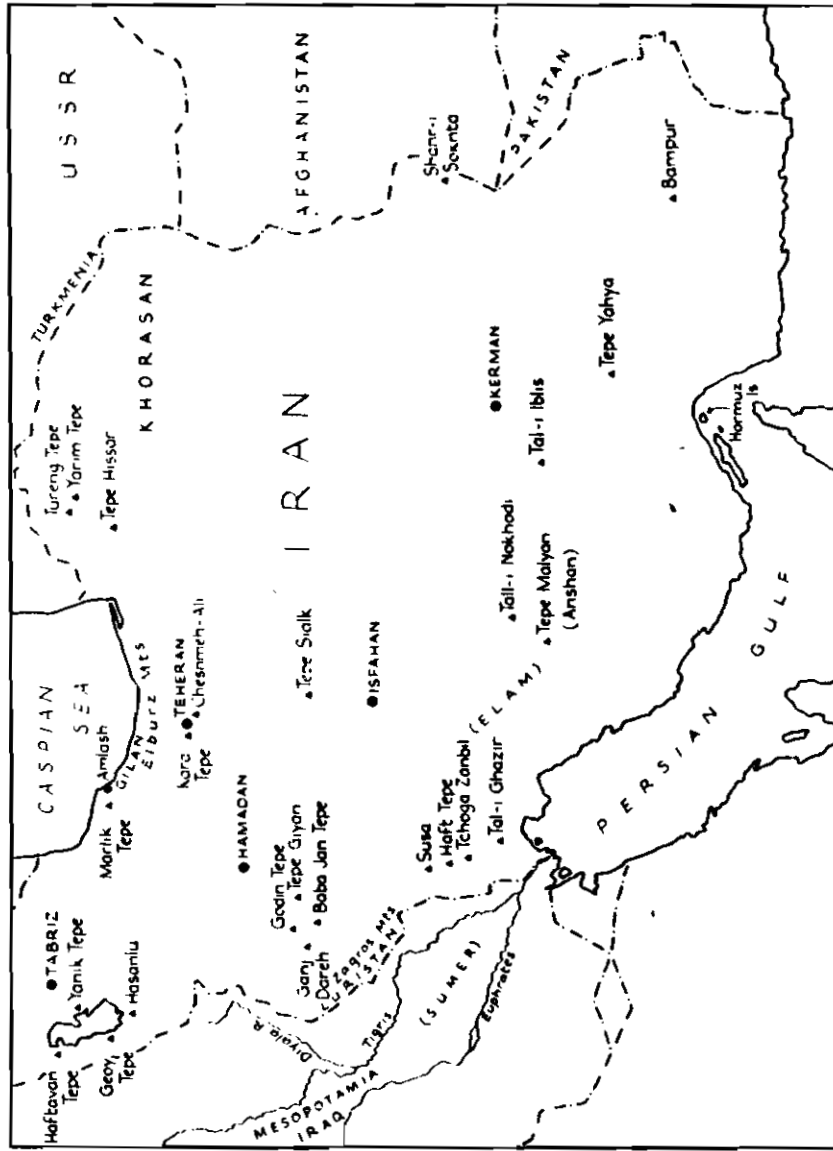 USSR
TURKMENIA
KHORASAN
AFGHANISTAN
CASPIAN
SEA
Tureng Tepe
Yarim Tepe
Tepe Hissar
Marlik
Tepe
Amlash
GILAN
Elburz Mts
Haftavan
Tepe
TABRIZ
Yanik Tepe
Geoy
Tepe
Hasanlu
Kara
Tepe
TEHERAN
Chesnmeh-Ali
HAMADAN
IRAN
Godin Tepe
Tepe Giyan
Ganj
Dareh
Baba Jan Tepe
Tepe Sialk
ISFAHAN
Zagros Mts
Diyala R.
Tigris
MESOPOTAMIA
IRAQ
(SUMER)
Euphrates
Susa
Haft Tepe
Tchoga Zanbil
(ELAM)
Tal-i Ghazir
Tall-i Nokhodi
Tepe Malyan
(Anshan)
KERMAN
Tal-i Iblis
Tepe Yahya
Bampur
PAKISTAN
Hormuz
Is
PERSIAN
GULF